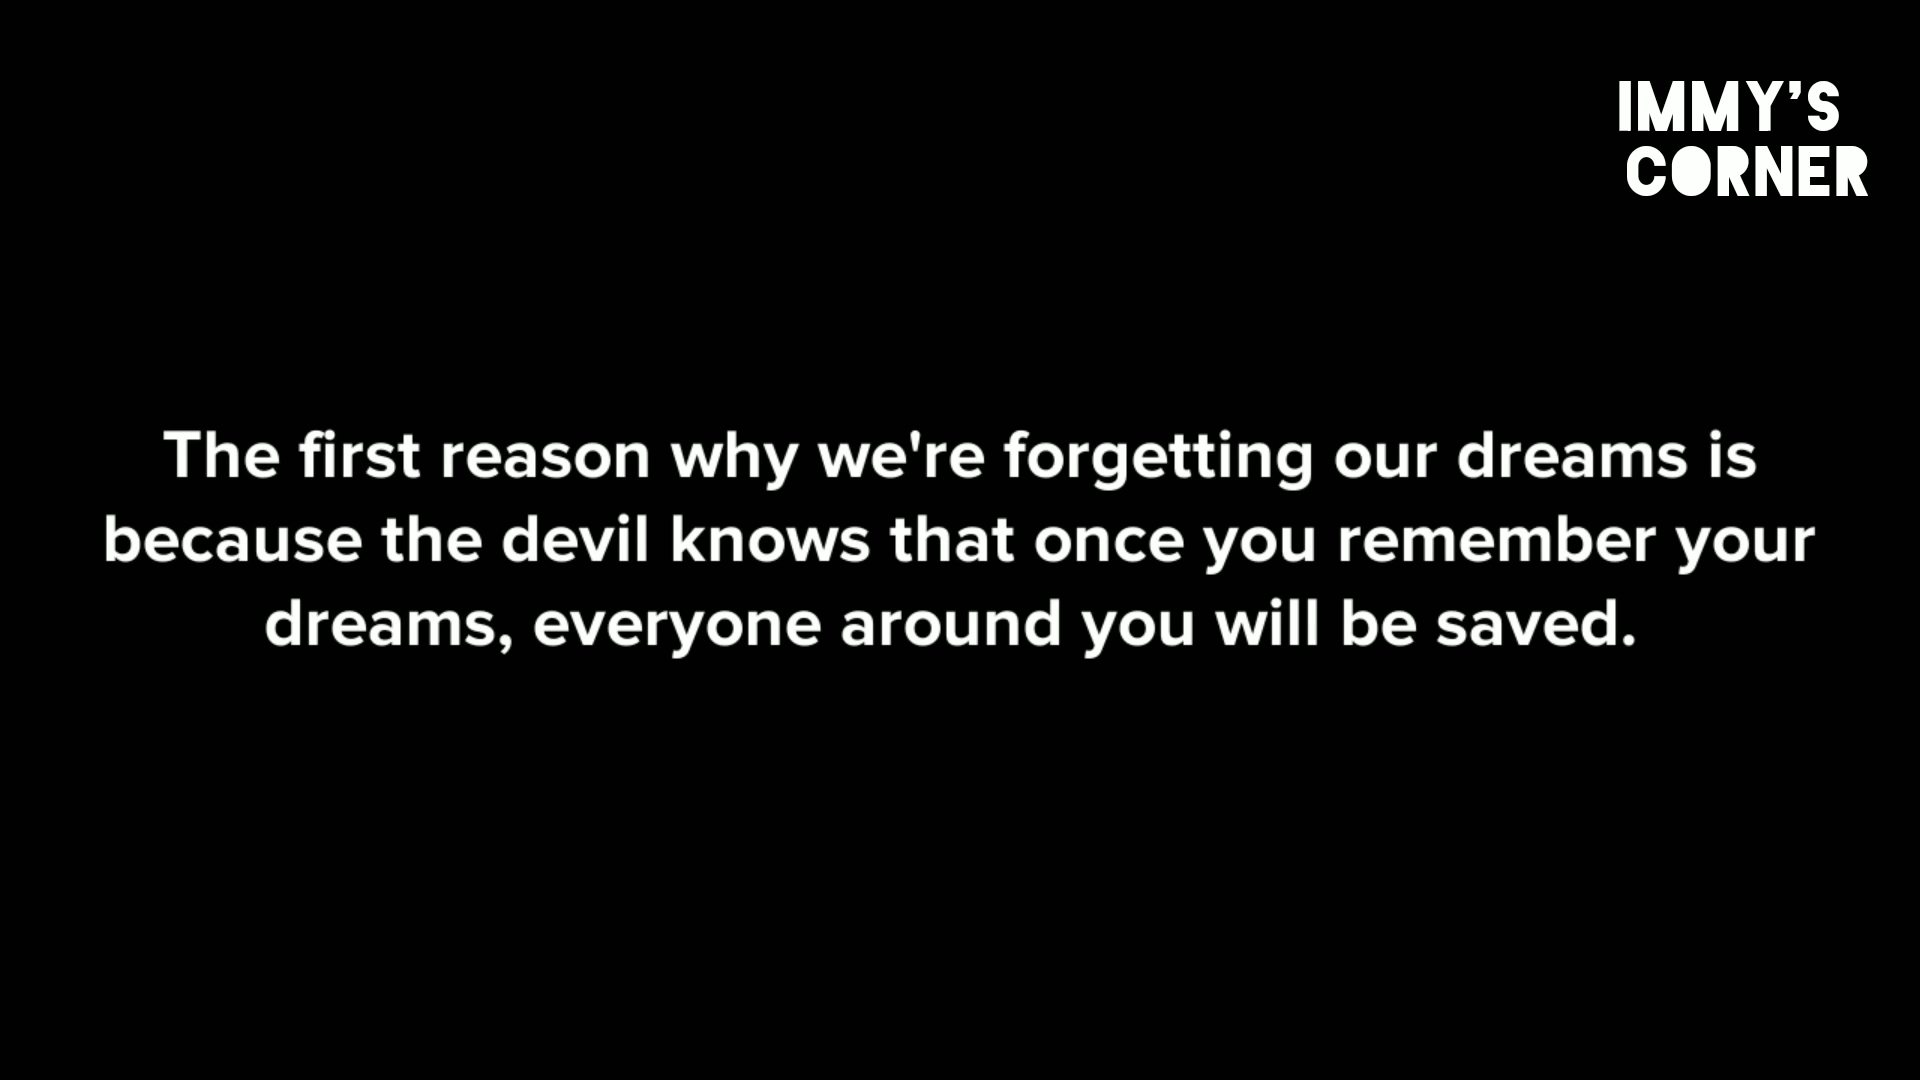 IMMY'S
CORNER
The first reason why we're forgetting our dreams is
because the devil knows that once you remember your
dreams, everyone around you will be saved.